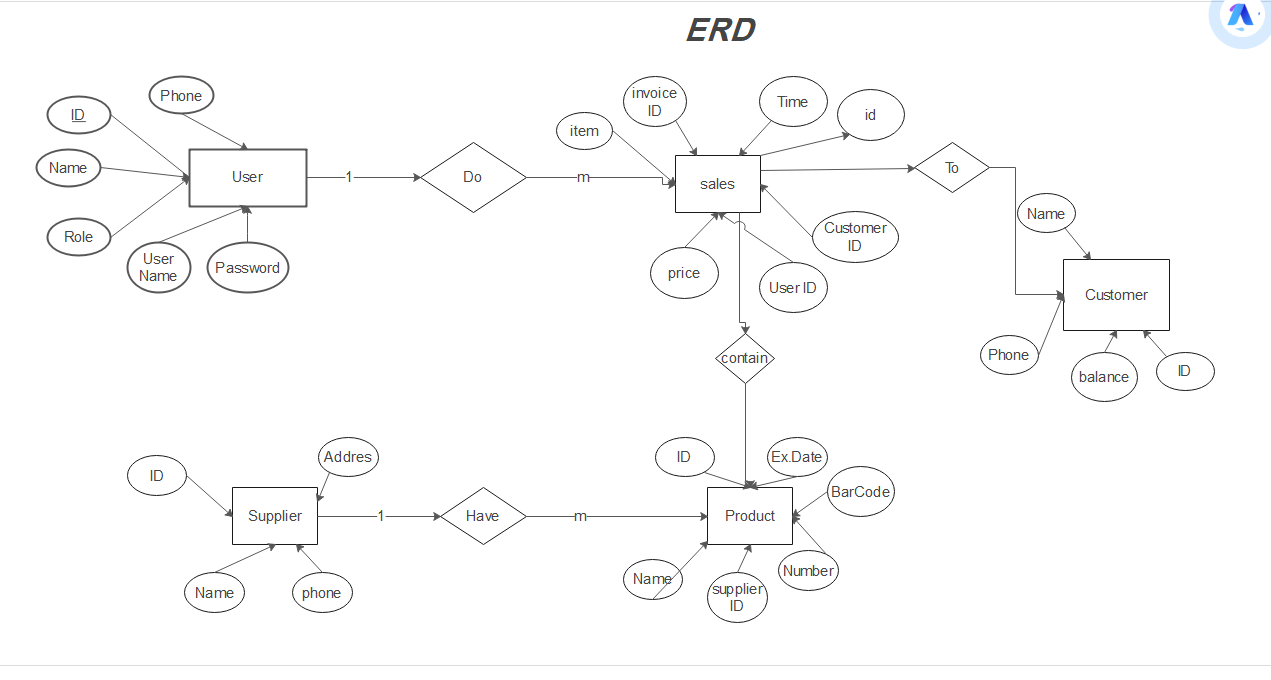 ERD
Phone
ID
Name
User
Role
User
Name
Password
1
Do
m
item
invoice
ID
Time
id
sales
To
price
User ID
Customer
ID
Name
Customer
Phone
balance
ID
contain
ID
Addres
Supplier
Name
phone
1
Have
m
ID
Ex.Date
BarCode
Product
Name
supplier
ID
Number